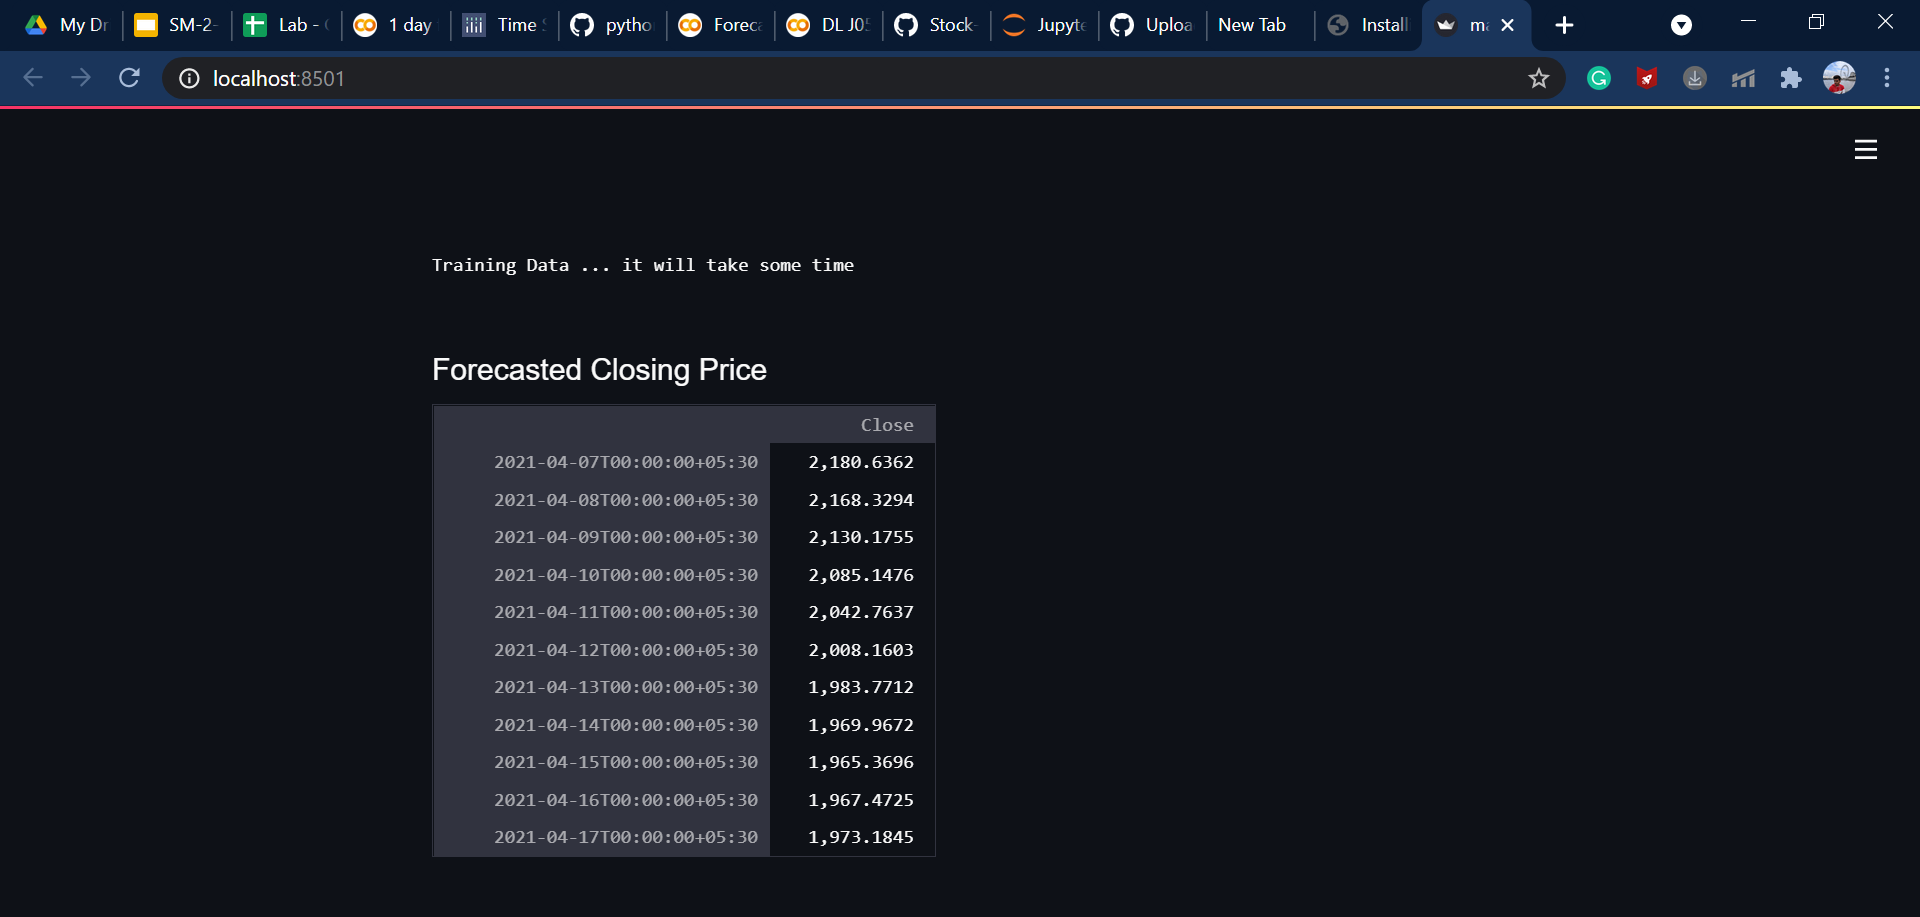 My Dr
SM-2-
Lab - 
1 day
Time
pytho
Foreca
DL J05
Stock-
Jupyte
Uploa
New Tab
Install
ma
localhost:8501
Training Data ... it will take some time
Forecasted Closing Price
Close
2021-04-07T00:00:00+05:30 2,180.6362
2021-04-08T00:00:00+05:30 2,168.3294
2021-04-09T00:00:00+05:30 2,130.1755
2021-04-10T00:00:00+05:30 2,085.1476
2021-04-11T00:00:00+05:30 2,042.7637
2021-04-12T00:00:00+05:30 2,008.1603
2021-04-13T00:00:00+05:30 1,983.7712
2021-04-14T00:00:00+05:30 1,969.9672
2021-04-15T00:00:00+05:30 1,965.3696
2021-04-16T00:00:00+05:30 1,967.4725
2021-04-17T00:00:00+05:30 1,973.1845